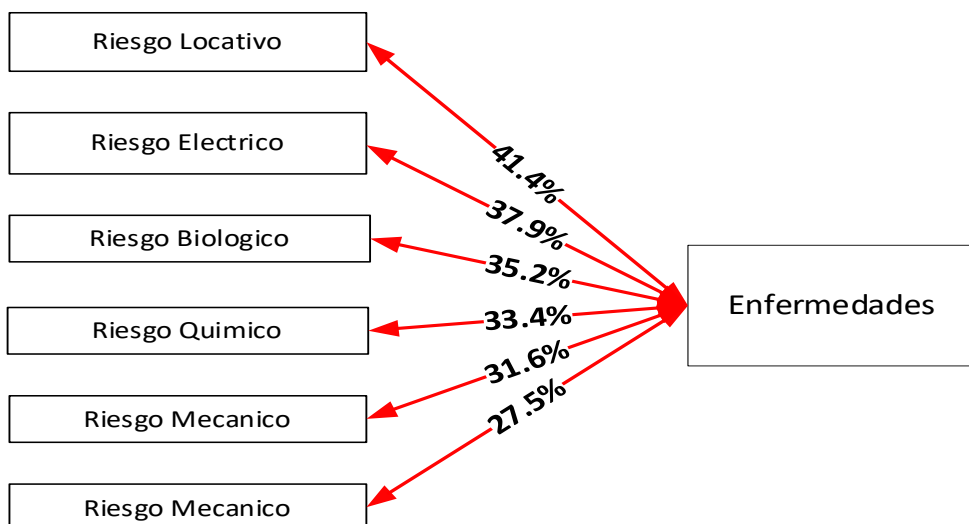 Riesgo Locativo
Riesgo Electrico
Riesgo Biologico
Riesgo Quimico
Riesgo Mecanico
Riesgo Mecanico
41.4%
37.9%
35.2%
33.4%
31.6%
27.5%
Enfermedades